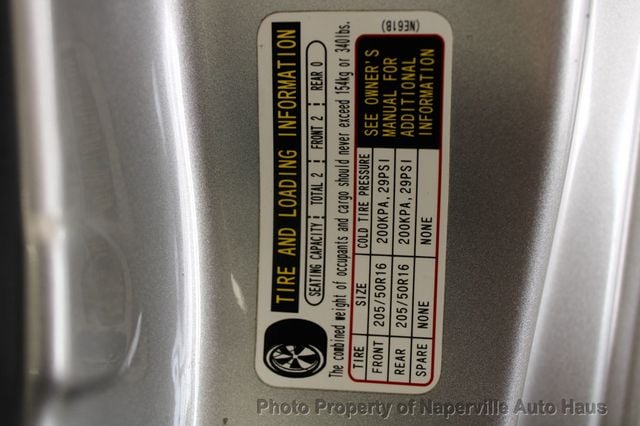 TIRE AND LOADING INFORMATION
SEATING CAPACITY TOTAL 2 FRONT 2 REAR 0
The combined weight of occupants and cargo should never exceed 154kg or 340lbs.
TIRE SIZE COLD TIRE PRESSURE
FRONT 205/50R16 200KPA, 29PSI
REAR 205/50R16 200KPA, 29PSI
SPARE NONE NONE
SEE OWNER'S
MANUAL FOR
ADDITIONAL
INFORMATION
(NE61B)
Photo Property of Naperville Auto Haus